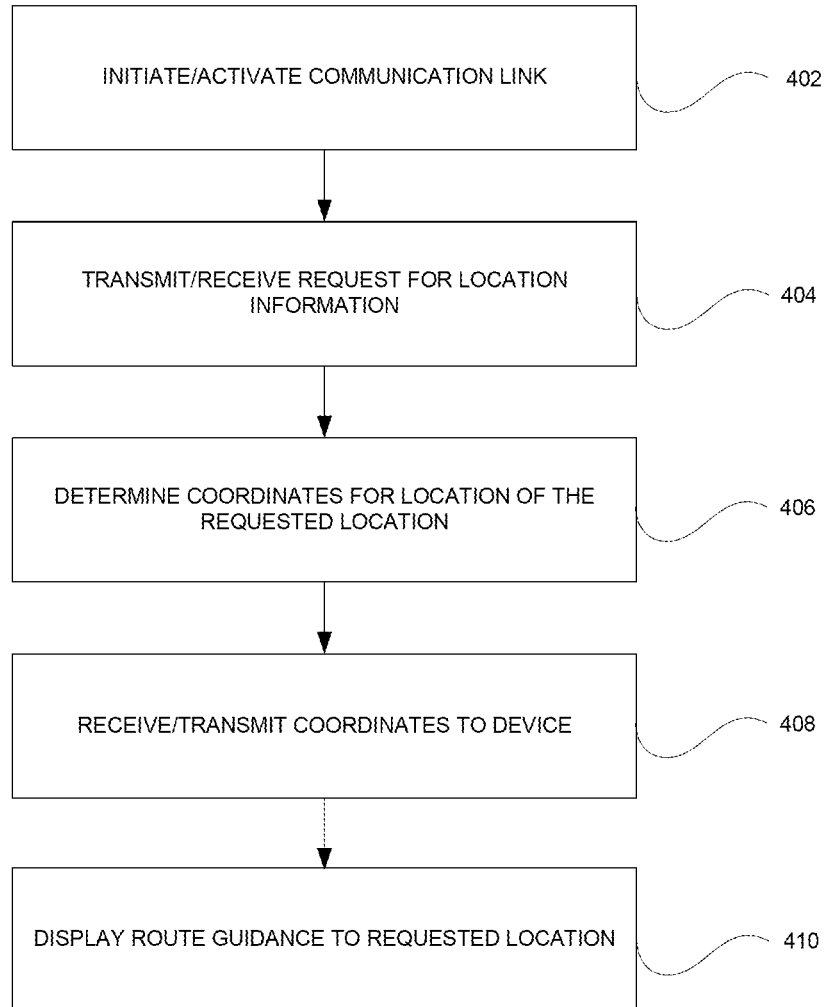 INITIATE/ACTIVATE COMMUNICATION LINK
402
TRANSMIT/RECEIVE REQUEST FOR LOCATION
INFORMATION
404
DETERMINE COORDINATES FOR LOCATION OF THE
REQUESTED LOCATION
406
RECEIVE/TRANSMIT COORDINATES TO DEVICE
408
DISPLAY ROUTE GUIDANCE TO REQUESTED LOCATION
410